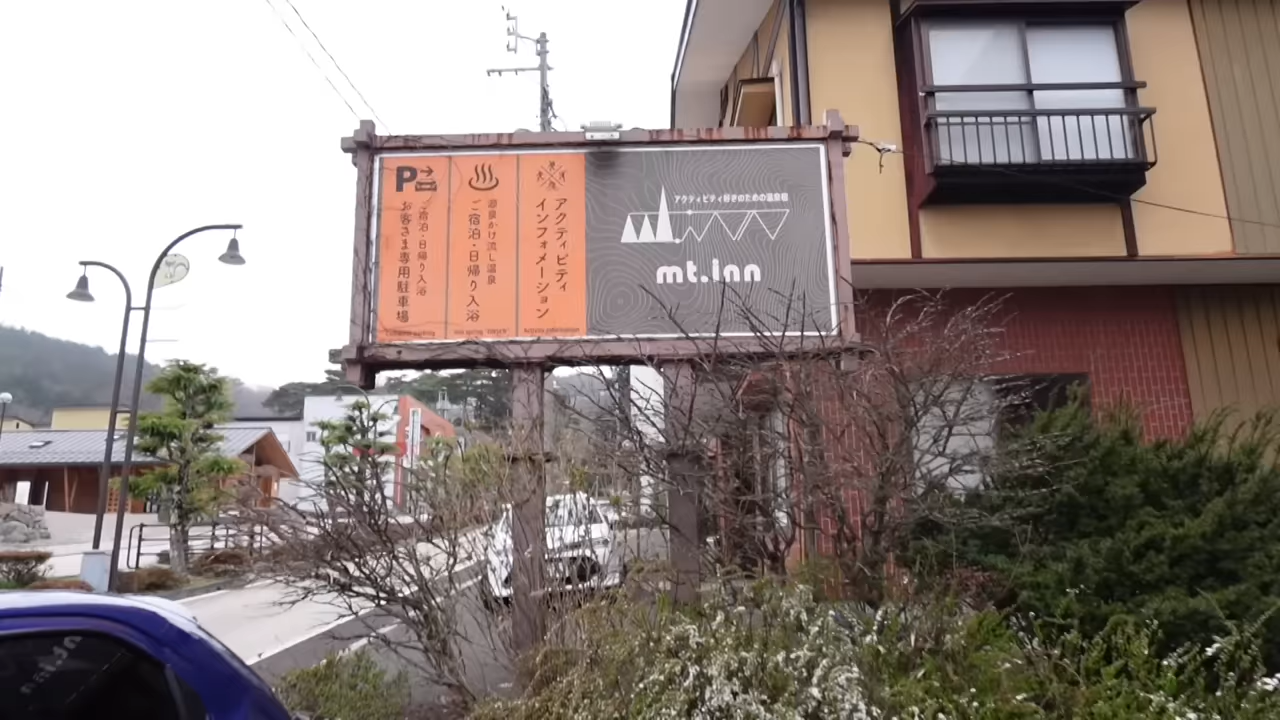 P
ご宿泊・日帰り入浴
お客さま専用駐車場
源泉かけ流し温泉
ご宿泊・日帰り入浴
アクティビティ
インフォメーション
アクティビティ好きのための温泉宿
mt.inn